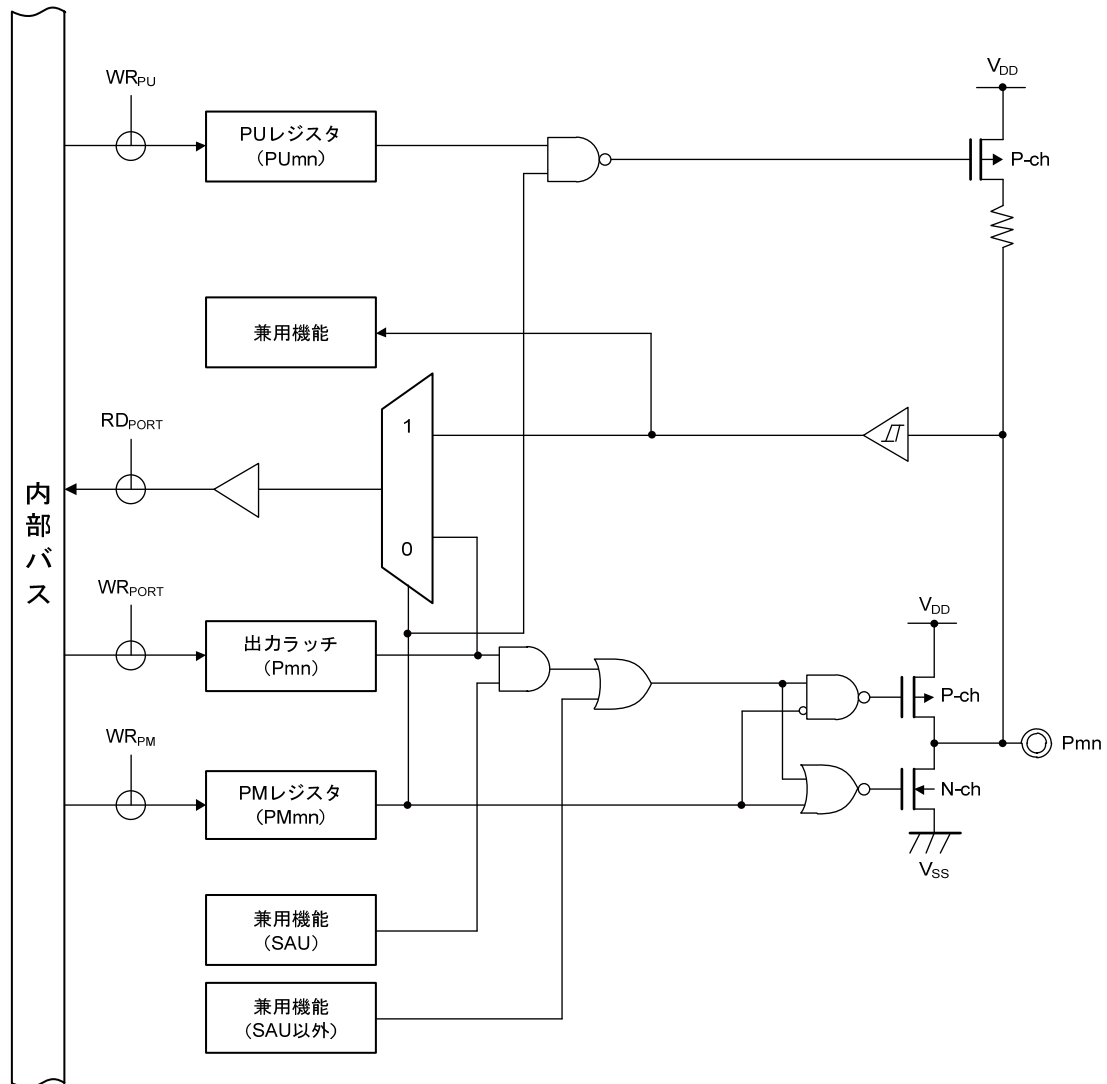 WRPU
PUレジスタ
(PUmn)
VDD
P-ch
兼用機能
RDPORT
1
0
内部バス
WRPORT
出力ラッチ
(Pmn)
VDD
P-ch
Pmn
WRPM
PMレジスタ
(PMmn)
N-ch
VSS
兼用機能
(SAU)
兼用機能
(SAU以外)